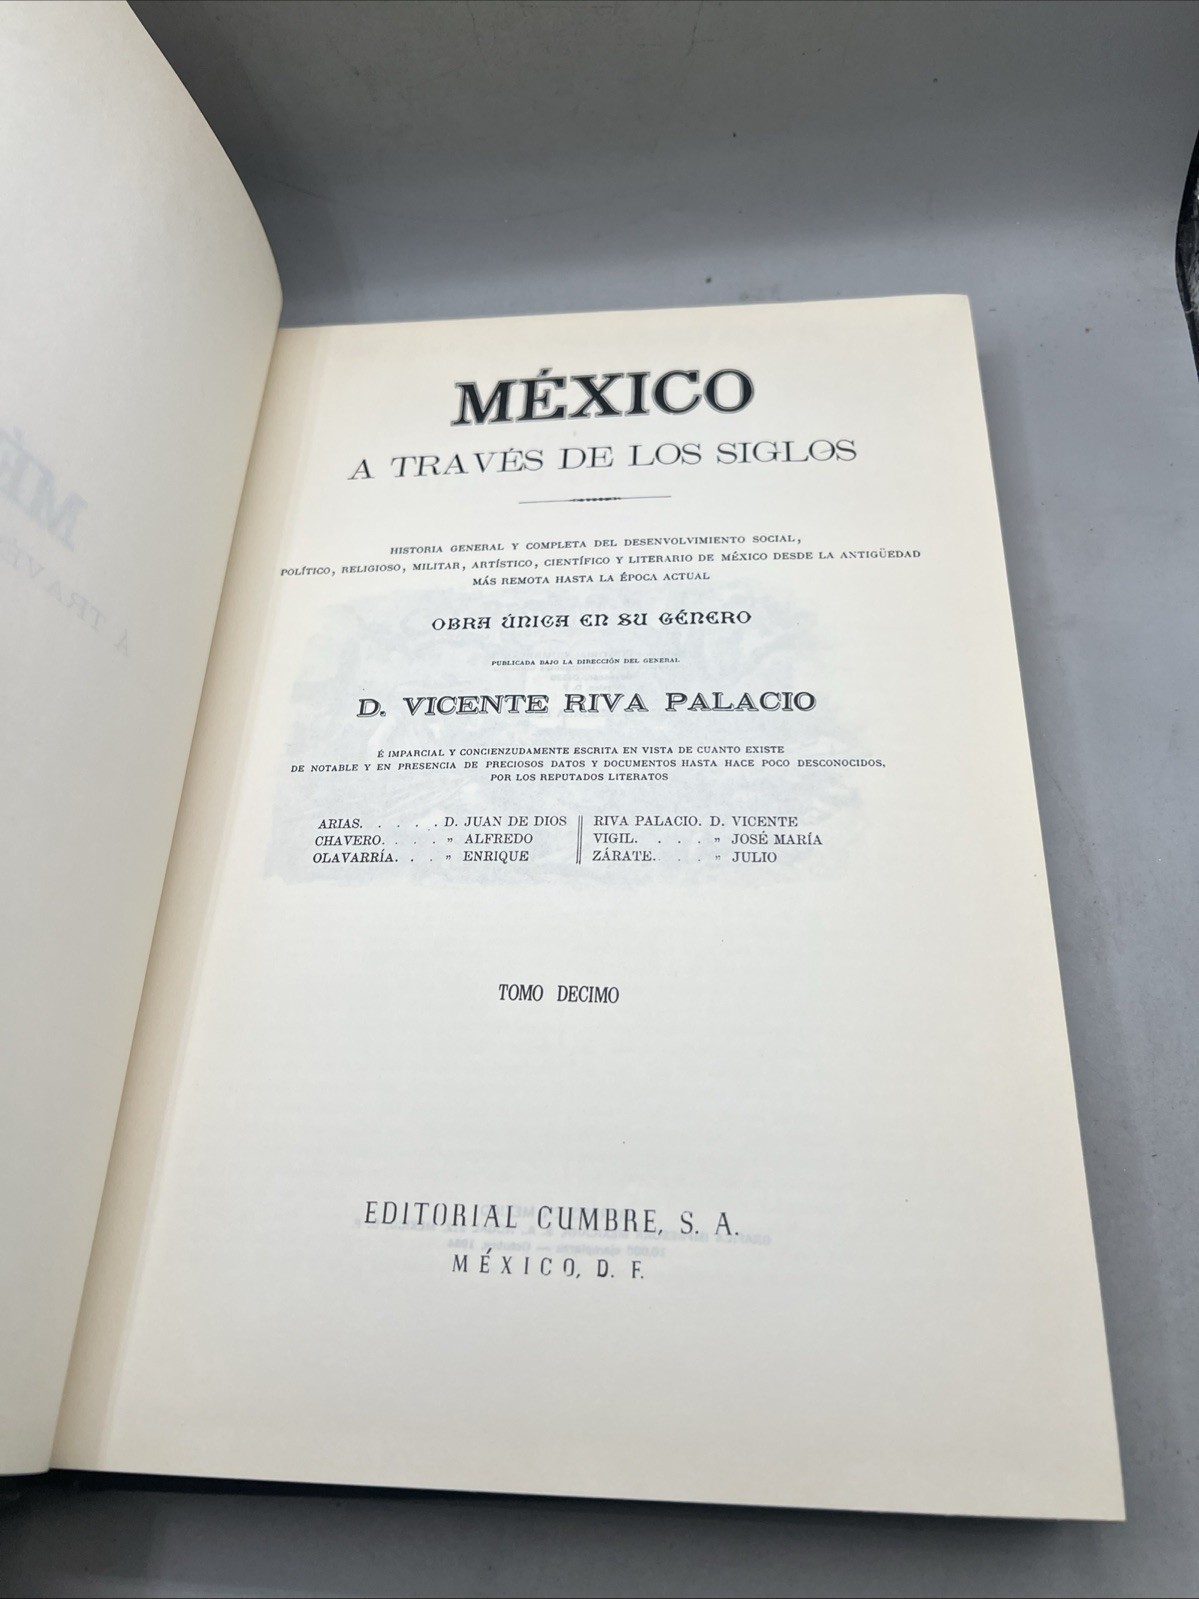 MÉXICO
A TRAVÉS DE LOS SIGLOS
HISTORIA GENERAL Y COMPLETA DEL DESENVOLVIMIENTO SOCIAL,
POLÍTICO, RELIGIOSO, MILITAR, ARTÍSTICO, CIENTÍFICO Y LITERARIO DE MÉXICO DESDE LA ANTIGÜEDAD
MÁS REMOTA HASTA LA ÉPOCA ACTUAL
OBRA ÚNICA EN SU GÉNERO
PUBLICADA BAJO LA DIRECCIÓN DEL GENERAL
D. VICENTE RIVA PALACIO
É IMPARCIAL Y CONCIENZUDAMENTE ESCRITA EN VISTA DE CUANTO EXISTE
DE NOTABLE Y EN PRESENCIA DE PRECIOSOS DATOS Y DOCUMENTOS HASTA HACE POCO DESCONOCIDOS,
POR LOS REPUTADOS LITERATOS
ARIAS. . . . . . D. JUAN DE DIOS ‖ RIVA PALACIO. D. VICENTE
CHAVERO. . . . " ALFREDO ‖ VIGIL. . . . " JOSÉ MARÍA
OLAVARRÍA. . . " ENRIQUE ‖ ZÁRATE. . . " JULIO
TOMO DECIMO
EDITORIAL CUMBRE, S. A.
MÉXICO, D. F.